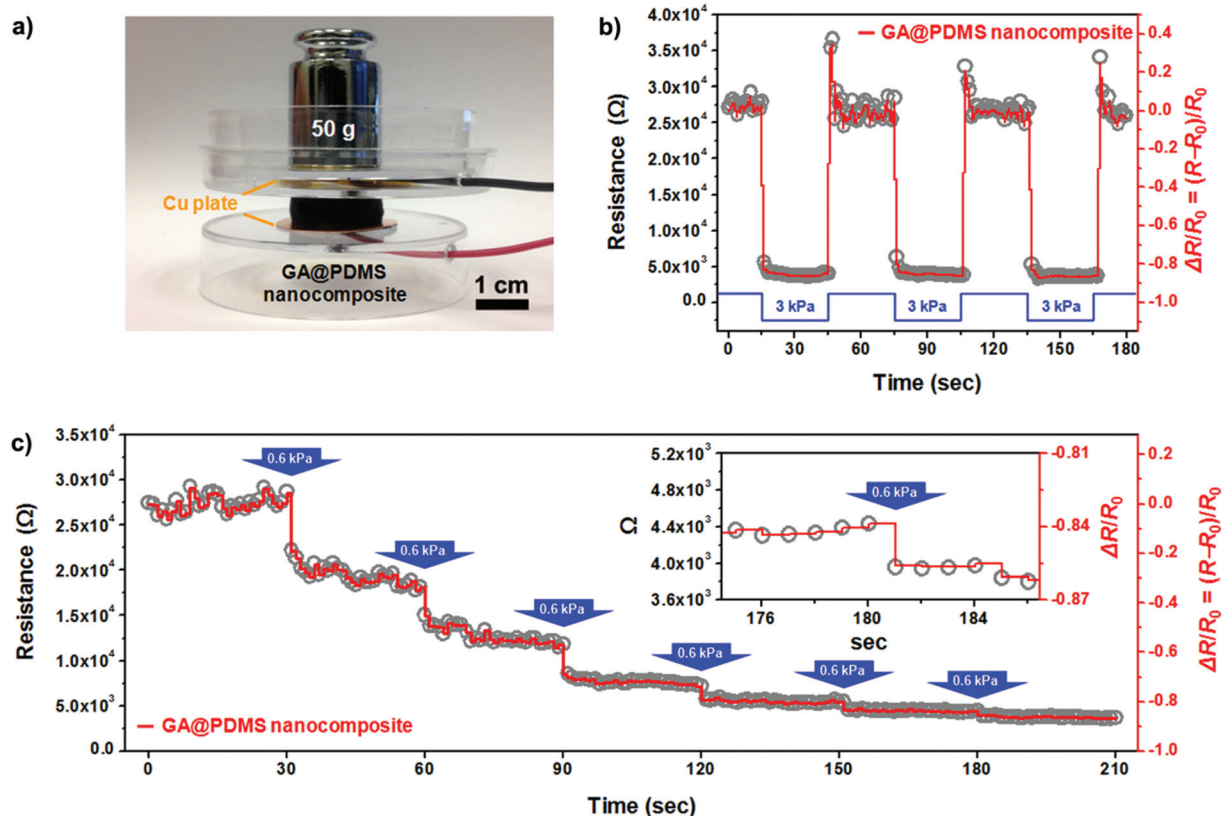 a)
50 g
Cu plate
GA@PDMS
nanocomposite
1 cm
b)
GA@PDMS nanocomposite
Resistance (Ω)
4.0x10⁴
3.5x10⁴
3.0x10⁴
2.5x10⁴
2.0x10⁴
1.5x10⁴
1.0x10⁴
5.0x10³
0.0
3 kPa 3 kPa 3 kPa
0 30 60 90 120 150 180
Time (sec)
0.4
0.2
0.0
-0.2
-0.4
-0.6
-0.8
-1.0
ΔR/R₀ = (R–R₀)/R₀
c)
Resistance (Ω)
3.5x10⁴
3.0x10⁴
2.5x10⁴
2.0x10⁴
1.5x10⁴
1.0x10⁴
5.0x10³
0.0
0.6 kPa
0.6 kPa
0.6 kPa
0.6 kPa
0.6 kPa
0.6 kPa
GA@PDMS nanocomposite
0 30 60 90 120 150 180 210
Time (sec)
0.2
0.0
-0.2
-0.4
-0.6
-0.8
-1.0
ΔR/R₀ = (R–R₀)/R₀
Ω
5.2x10³
4.8x10³
4.4x10³
4.0x10³
3.6x10³
0.6 kPa
176 180 184
sec
-0.81
-0.84
-0.87
ΔR/R₀